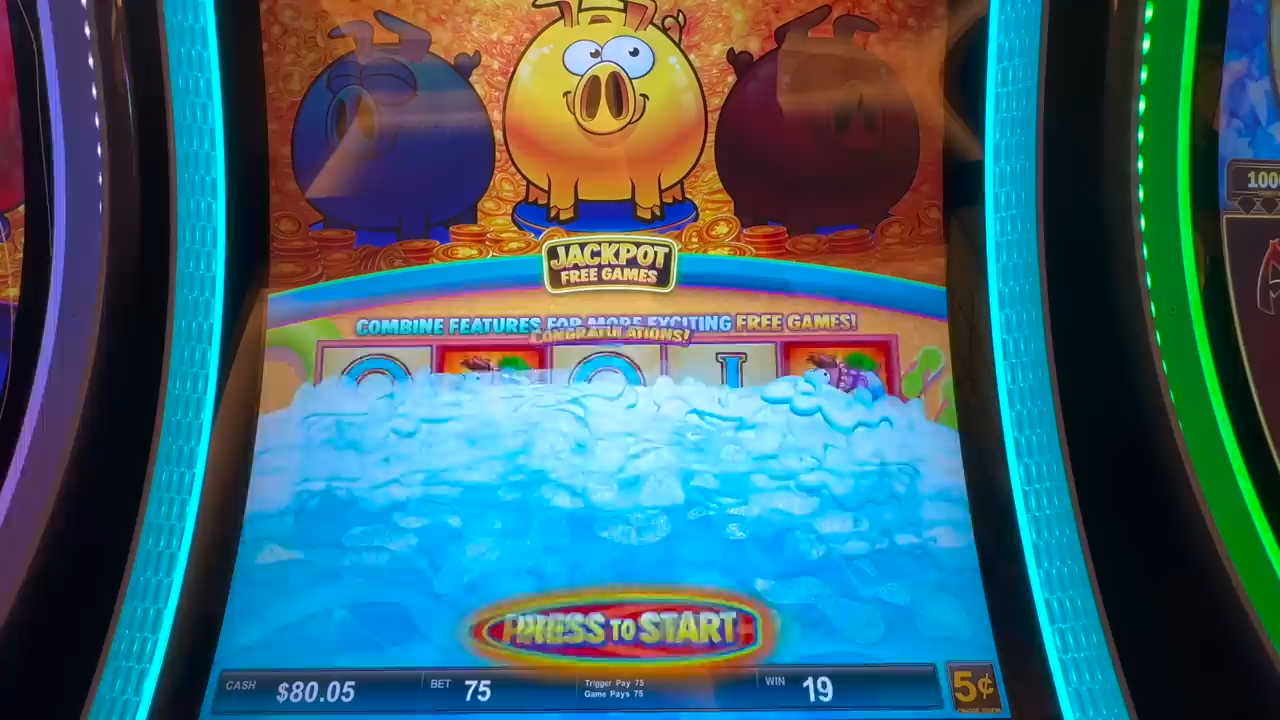 JACKPOT
FREE GAMES
COMBINE FEATURES FOR MORE EXCITING FREE GAMES!
CONGRATULATIONS!
PRESS TO START
CASH $80.05
BET 75
Trigger Pay 75
Game Pays 75
WIN 19
5¢
100